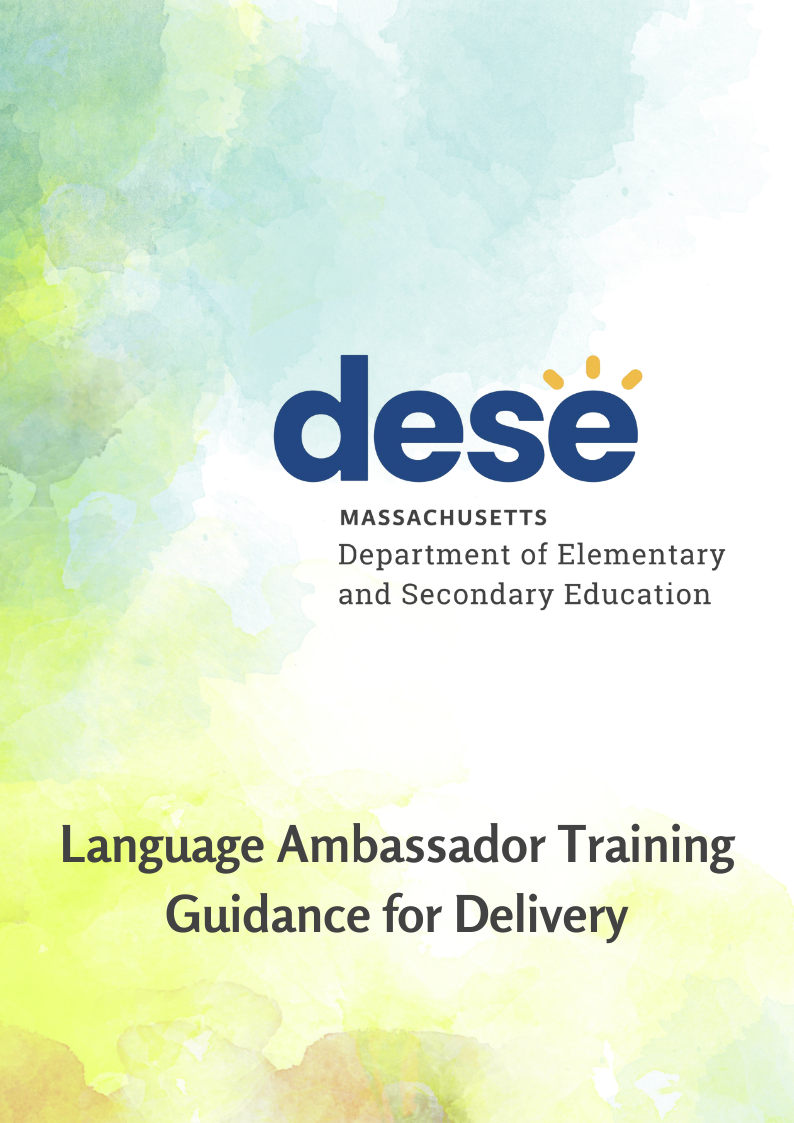 dese
MASSACHUSETTS
Department of Elementary
and Secondary Education
Language Ambassador Training
Guidance for Delivery